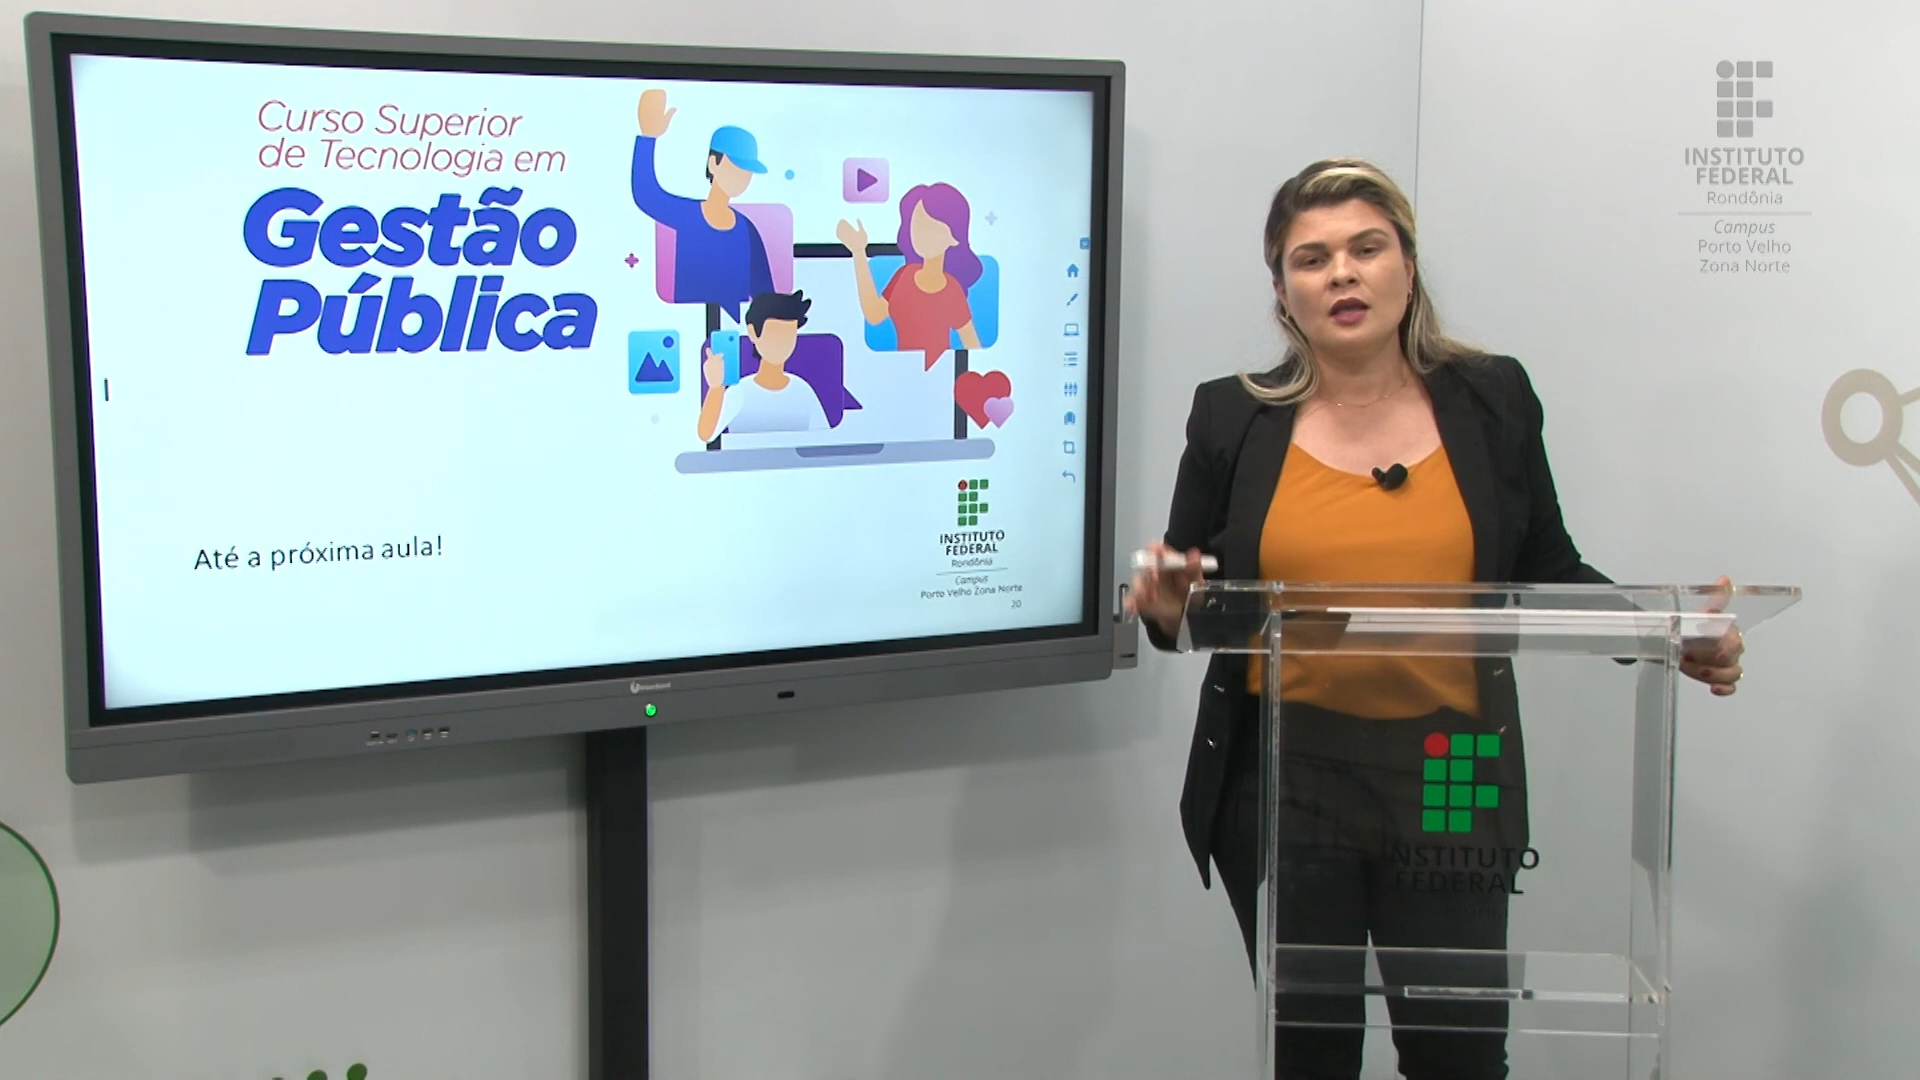 Curso Superior
de Tecnologia em
Gestão
Pública
Até a próxima aula!
INSTITUTO
FEDERAL
Rondônia
Campus
Porto Velho Zona Norte
20
INSTITUTO
FEDERAL
Rondônia
Campus
Porto Velho
Zona Norte
INSTITUTO
FEDERAL